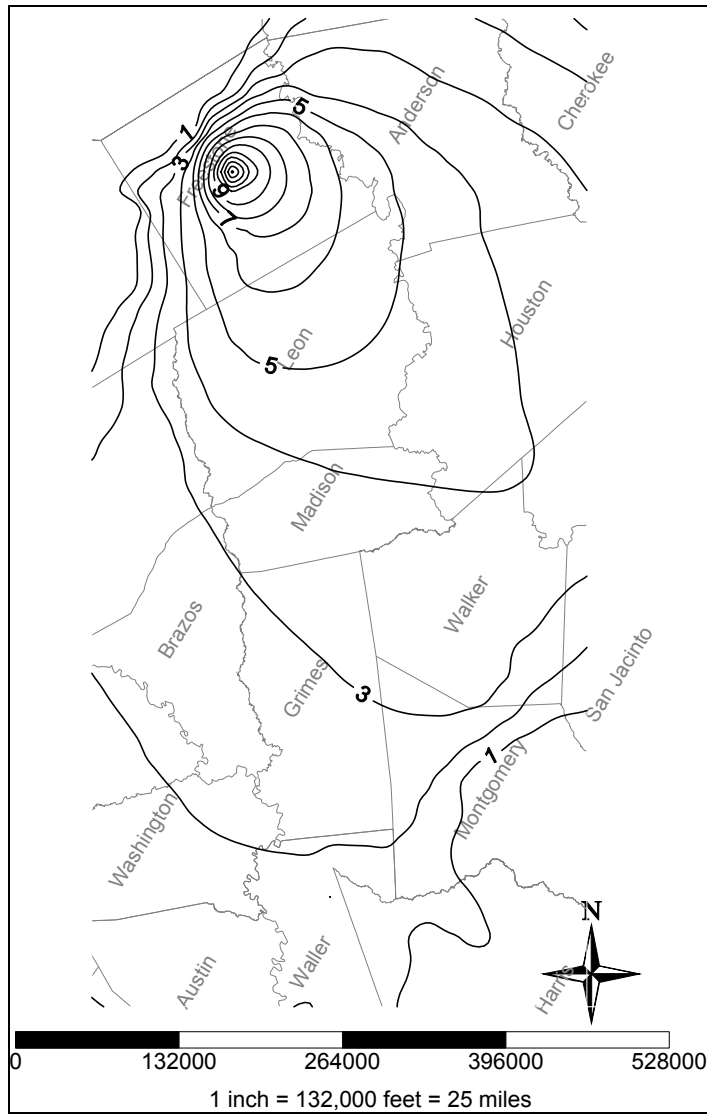 1
5
Anderson
Cherokee
3
Freestone
9
7
5
Leon
Houston
Madison
Walker
Brazos
Grimes
3
San Jacinto
1
Montgomery
Washington
N
Austin
Waller
Harris
0 132000 264000 396000 528000
1 inch = 132,000 feet = 25 miles